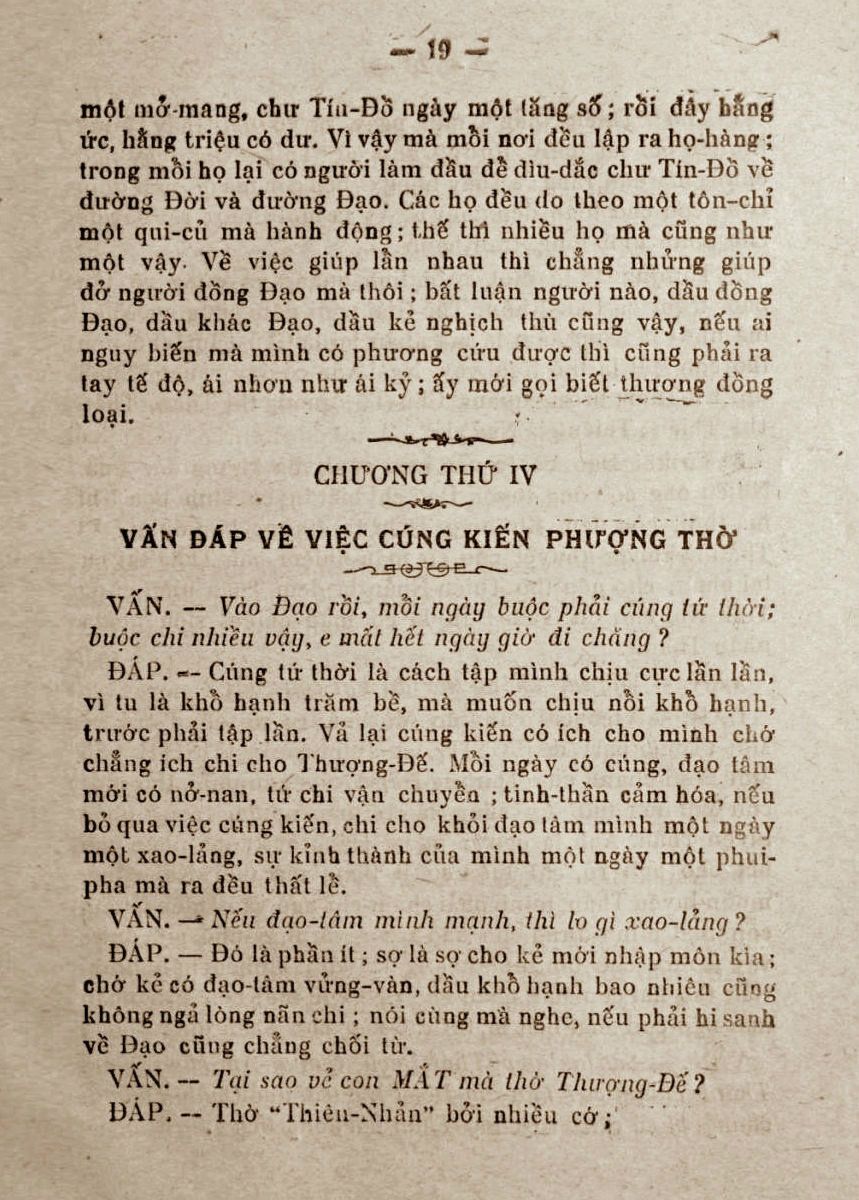 — 19 —
một mở-mang, chư Tín-Đồ ngày một tăng số; rồi đây hằng
ức, hằng triệu có dư. Vì vậy mà mỗi nơi đều lập ra họ-hàng;
trong mỗi họ lại có người làm đầu để dìu-dắc chư Tín-Đồ về
đường Đời và đường Đạo. Các họ đều do theo một tôn-chỉ
một qui-củ mà hành động; thế thì nhiều họ mà cũng như
một vậy. Về việc giúp lẫn nhau thì chẳng nhửng giúp
đở người đồng Đạo mà thôi; bất luận người nào, dầu đồng
Đạo, dầu khác Đạo, dầu kẻ nghịch thù cũng vậy, nếu ai
nguy biến mà mình có phương cứu được thì cũng phải ra
tay tế độ, ái nhơn như ái kỷ; ấy mới gọi biết thương đồng
loại.
CHƯƠNG THỨ IV
VẤN ĐÁP VỀ VIỆC CÚNG KIẾN PHƯỢNG THỜ
VẤN. — Vào Đạo rồi, mỗi ngày buộc phải cúng tứ thời;
buộc chi nhiều vậy, e mất hết ngày giờ đi chăng?
ĐÁP. — Cúng tứ thời là cách tập mình chịu cực lần lần,
vì tu là khổ hạnh trăm bề, mà muốn chịu nổi khổ hạnh,
trước phải tập lần. Vả lại cúng kiến có ích cho mình chớ
chẳng ích chi cho Thượng-Đế. Mỗi ngày có cúng, đạo tâm
mới có nở-nan, tứ chi vận chuyển; tinh-thần cảm hóa, nếu
bỏ qua việc cúng kiến, chi cho khỏi đạo tâm mình một ngày
một xao-lảng, sự kỉnh thành của mình một ngày một phui-
pha mà ra đều thất lễ.
VẤN. — Nếu đạo-tâm mình mạnh, thì lo gì xao-lảng?
ĐÁP. — Đó là phần ít; sợ là sợ cho kẻ mới nhập môn kìa;
chớ kẻ có đạo-tâm vửng-vàn, dầu khổ hạnh bao nhiêu cũng
không ngả lòng nãn chi; nói cùng mà nghe, nếu phải hi sanh
về Đạo cũng chẳng chối từ.
VẤN. — Tại sao vẻ con MẮT mà thờ Thượng-Đế?
ĐÁP. — Thờ “Thiên-Nhản” bởi nhiều cớ;